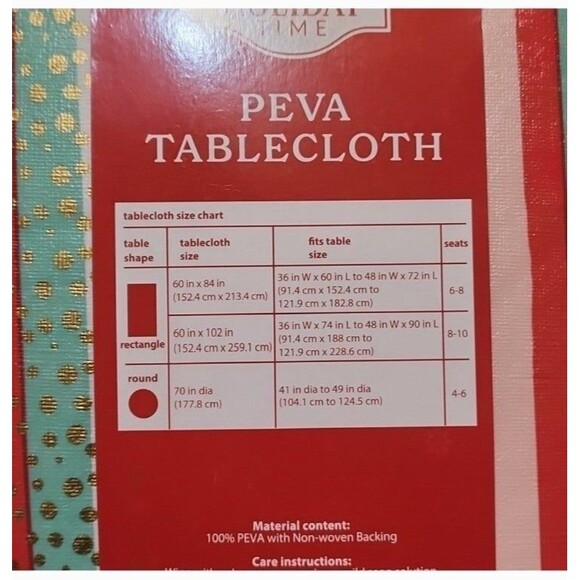 HOLIDAY
TIME
PEVA
TABLECLOTH
tablecloth size chart
table shape
tablecloth size
fits table size
seats
rectangle
60 in x 84 in
(152.4 cm x 213.4 cm)
36 in W x 60 in L to 48 in W x 72 in L
(91.4 cm x 152.4 cm to
121.9 cm x 182.8 cm)
6-8
60 in x 102 in
(152.4 cm x 259.1 cm)
36 in W x 74 in L to 48 in W x 90 in L
(91.4 cm x 188 cm to
121.9 cm x 228.6 cm)
8-10
round
70 in dia
(177.8 cm)
41 in dia to 49 in dia
(104.1 cm to 124.5 cm)
4-6
Material content:
100% PEVA with Non-woven Backing
Care instructions: